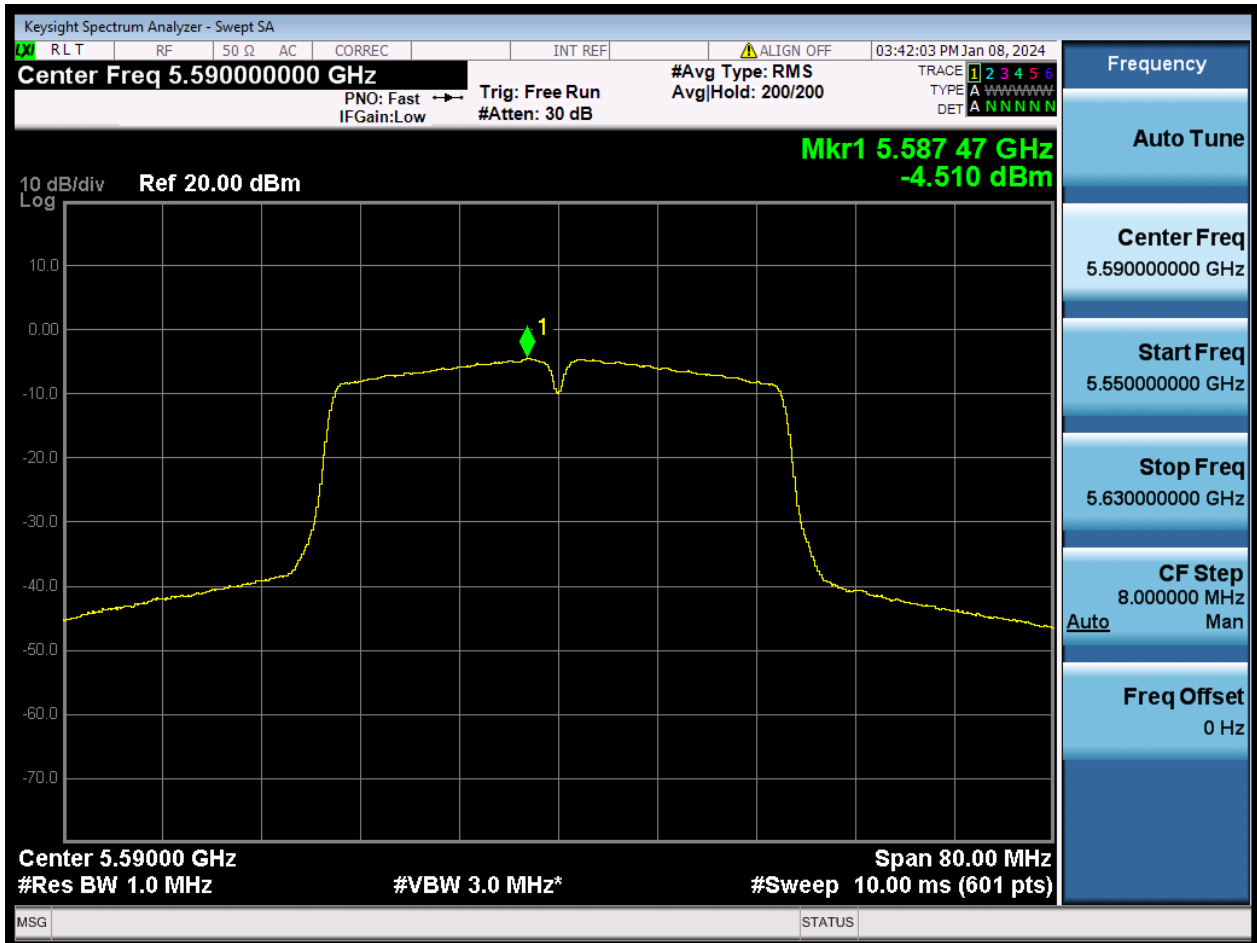 Keysight Spectrum Analyzer - Swept SA
LXI RLT RF 50 Ω AC CORREC INT REF ALIGN OFF 03:42:03 PM Jan 08, 2024
Center Freq 5.590000000 GHz
PNO: Fast
IFGain:Low
Trig: Free Run
#Atten: 30 dB
#Avg Type: RMS
Avg|Hold: 200/200
TRACE 1 2 3 4 5 6
TYPE A WWWWW
DET A N N N N N
Mkr1 5.587 47 GHz
-4.510 dBm
10 dB/div Ref 20.00 dBm
Log
10.0
0.00
-10.0
-20.0
-30.0
-40.0
-50.0
-60.0
-70.0
1
Center 5.59000 GHz Span 80.00 MHz
#Res BW 1.0 MHz #VBW 3.0 MHz* #Sweep 10.00 ms (601 pts)
MSG STATUS
Frequency
Auto Tune
Center Freq
5.590000000 GHz
Start Freq
5.550000000 GHz
Stop Freq
5.630000000 GHz
CF Step
8.000000 MHz
Auto Man
Freq Offset
0 Hz